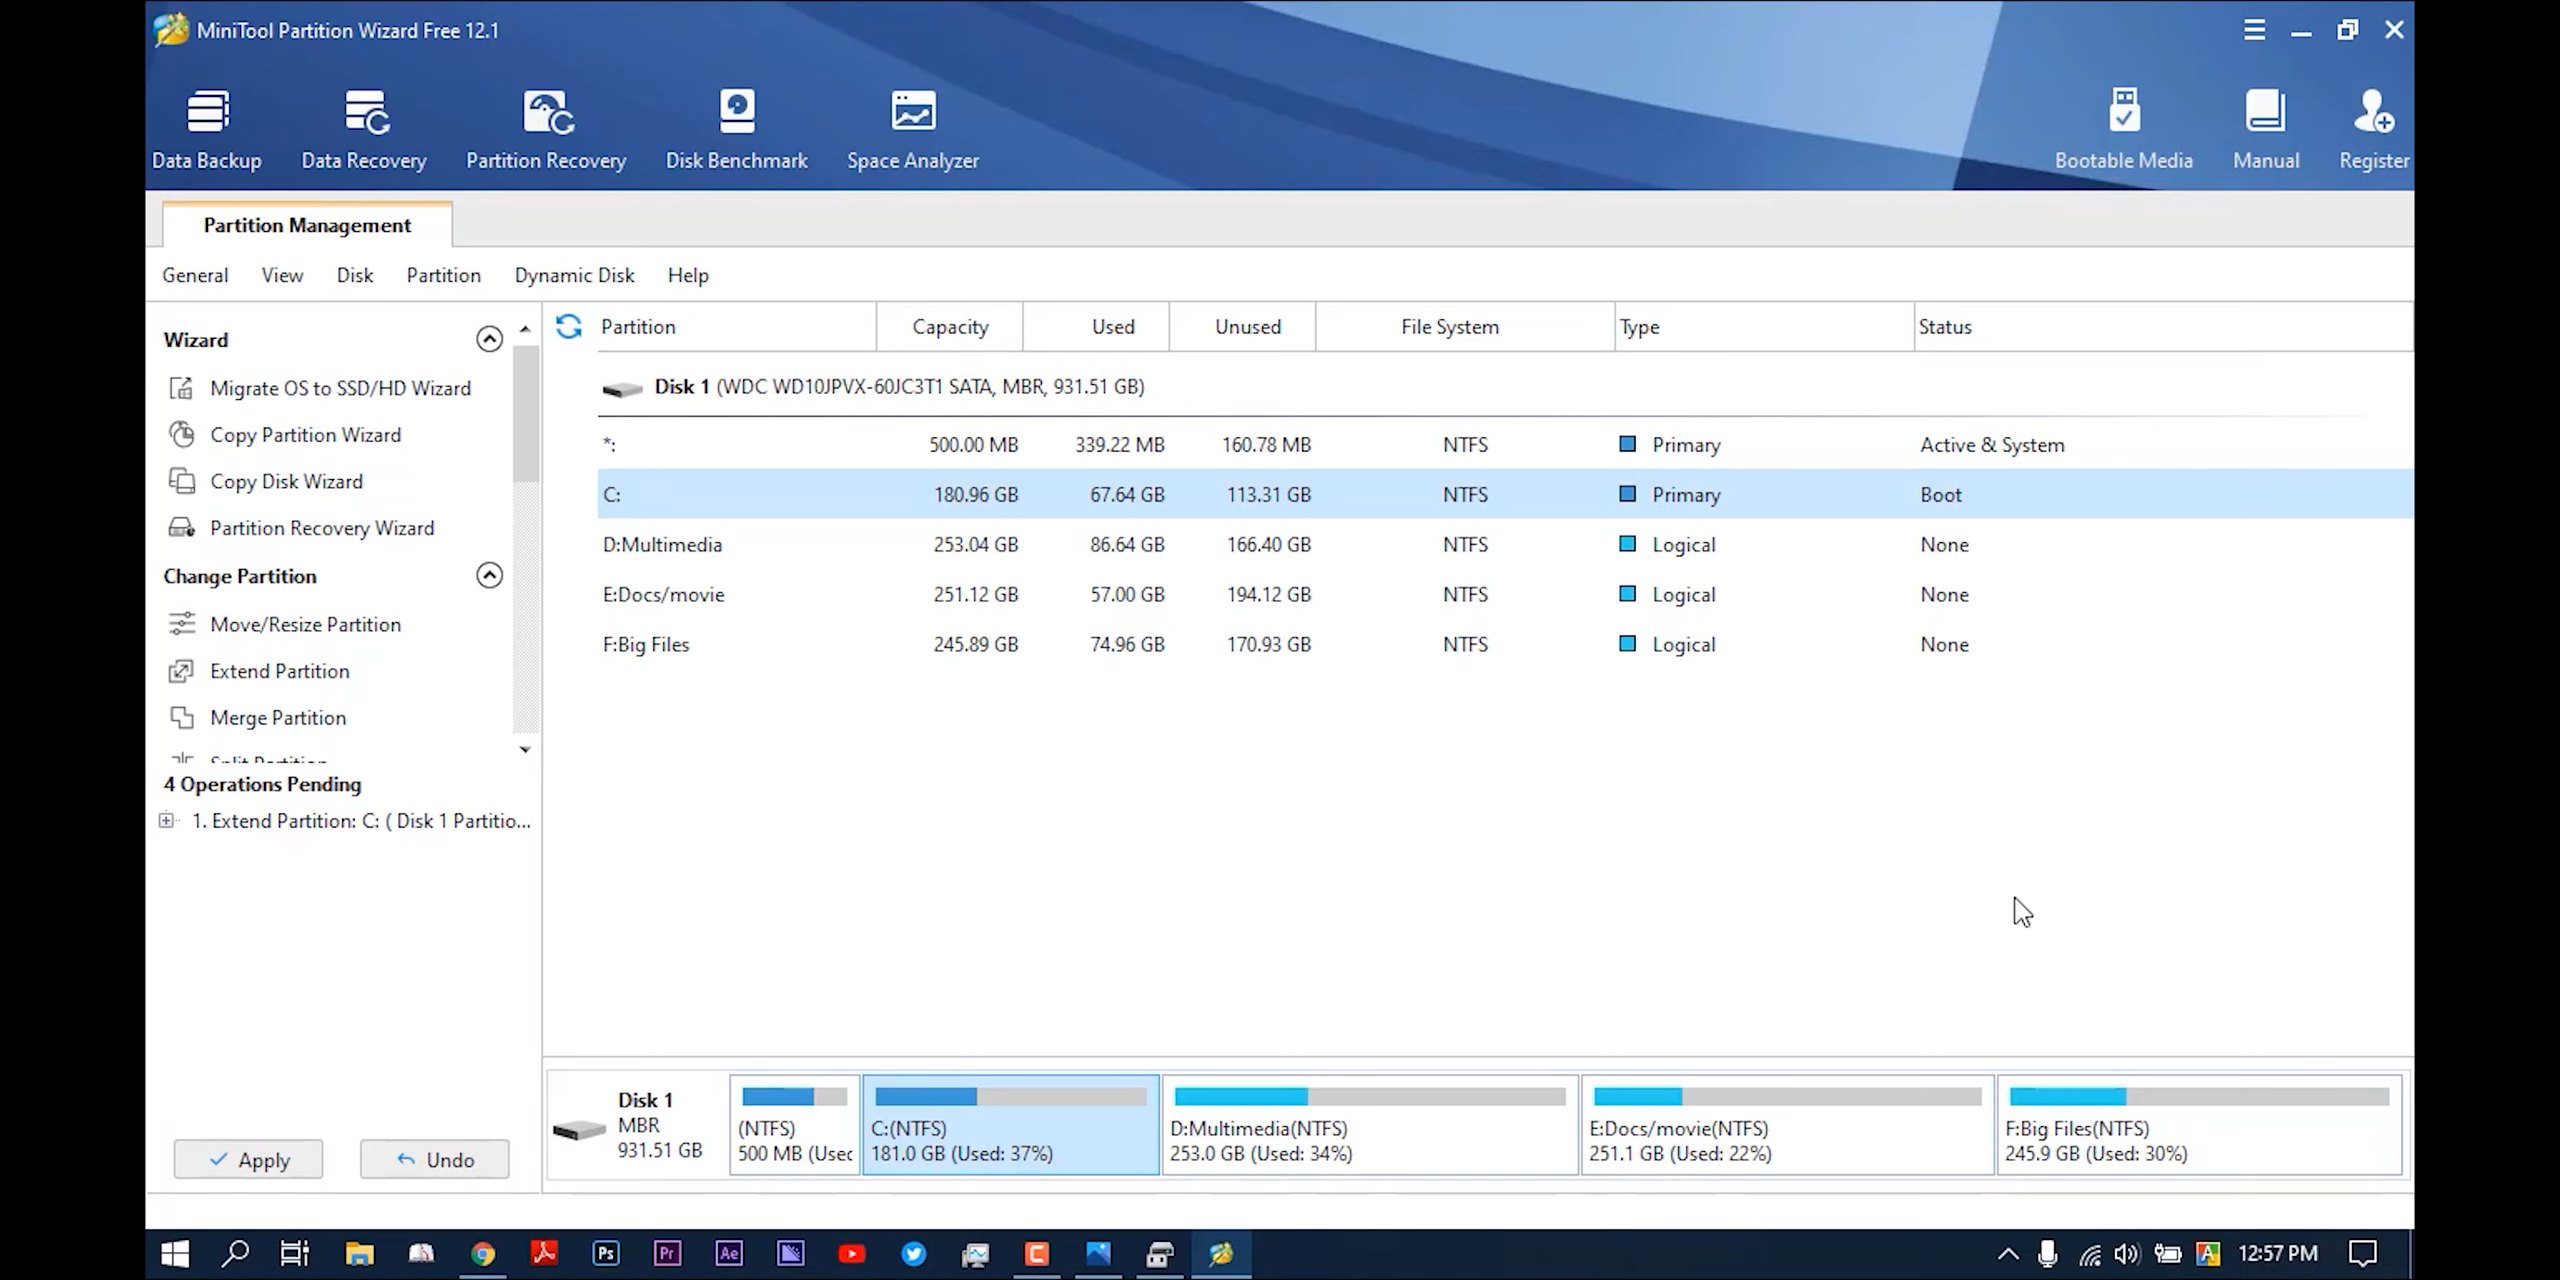 MiniTool Partition Wizard Free 12.1
Data Backup
Data Recovery
Partition Recovery
Disk Benchmark
Space Analyzer
Bootable Media
Manual
Register
Partition Management
General View Disk Partition Dynamic Disk Help
Wizard
Migrate OS to SSD/HD Wizard
Copy Partition Wizard
Copy Disk Wizard
Partition Recovery Wizard
Change Partition
Move/Resize Partition
Extend Partition
Merge Partition
Split Partition
4 Operations Pending
1. Extend Partition: C: ( Disk 1 Partitio...
Apply
Undo
Partition Capacity Used Unused File System Type Status
Disk 1 (WDC WD10JPVX-60JC3T1 SATA, MBR, 931.51 GB)
*: 500.00 MB 339.22 MB 160.78 MB NTFS Primary Active & System
C: 180.96 GB 67.64 GB 113.31 GB NTFS Primary Boot
D:Multimedia 253.04 GB 86.64 GB 166.40 GB NTFS Logical None
E:Docs/movie 251.12 GB 57.00 GB 194.12 GB NTFS Logical None
F:Big Files 245.89 GB 74.96 GB 170.93 GB NTFS Logical None
Disk 1
MBR
931.51 GB
(NTFS)
500 MB (Used
C:(NTFS)
181.0 GB (Used: 37%)
D:Multimedia(NTFS)
253.0 GB (Used: 34%)
E:Docs/movie(NTFS)
251.1 GB (Used: 22%)
F:Big Files(NTFS)
245.9 GB (Used: 30%)
Ps
Pr
Ae
C
A
12:57 PM